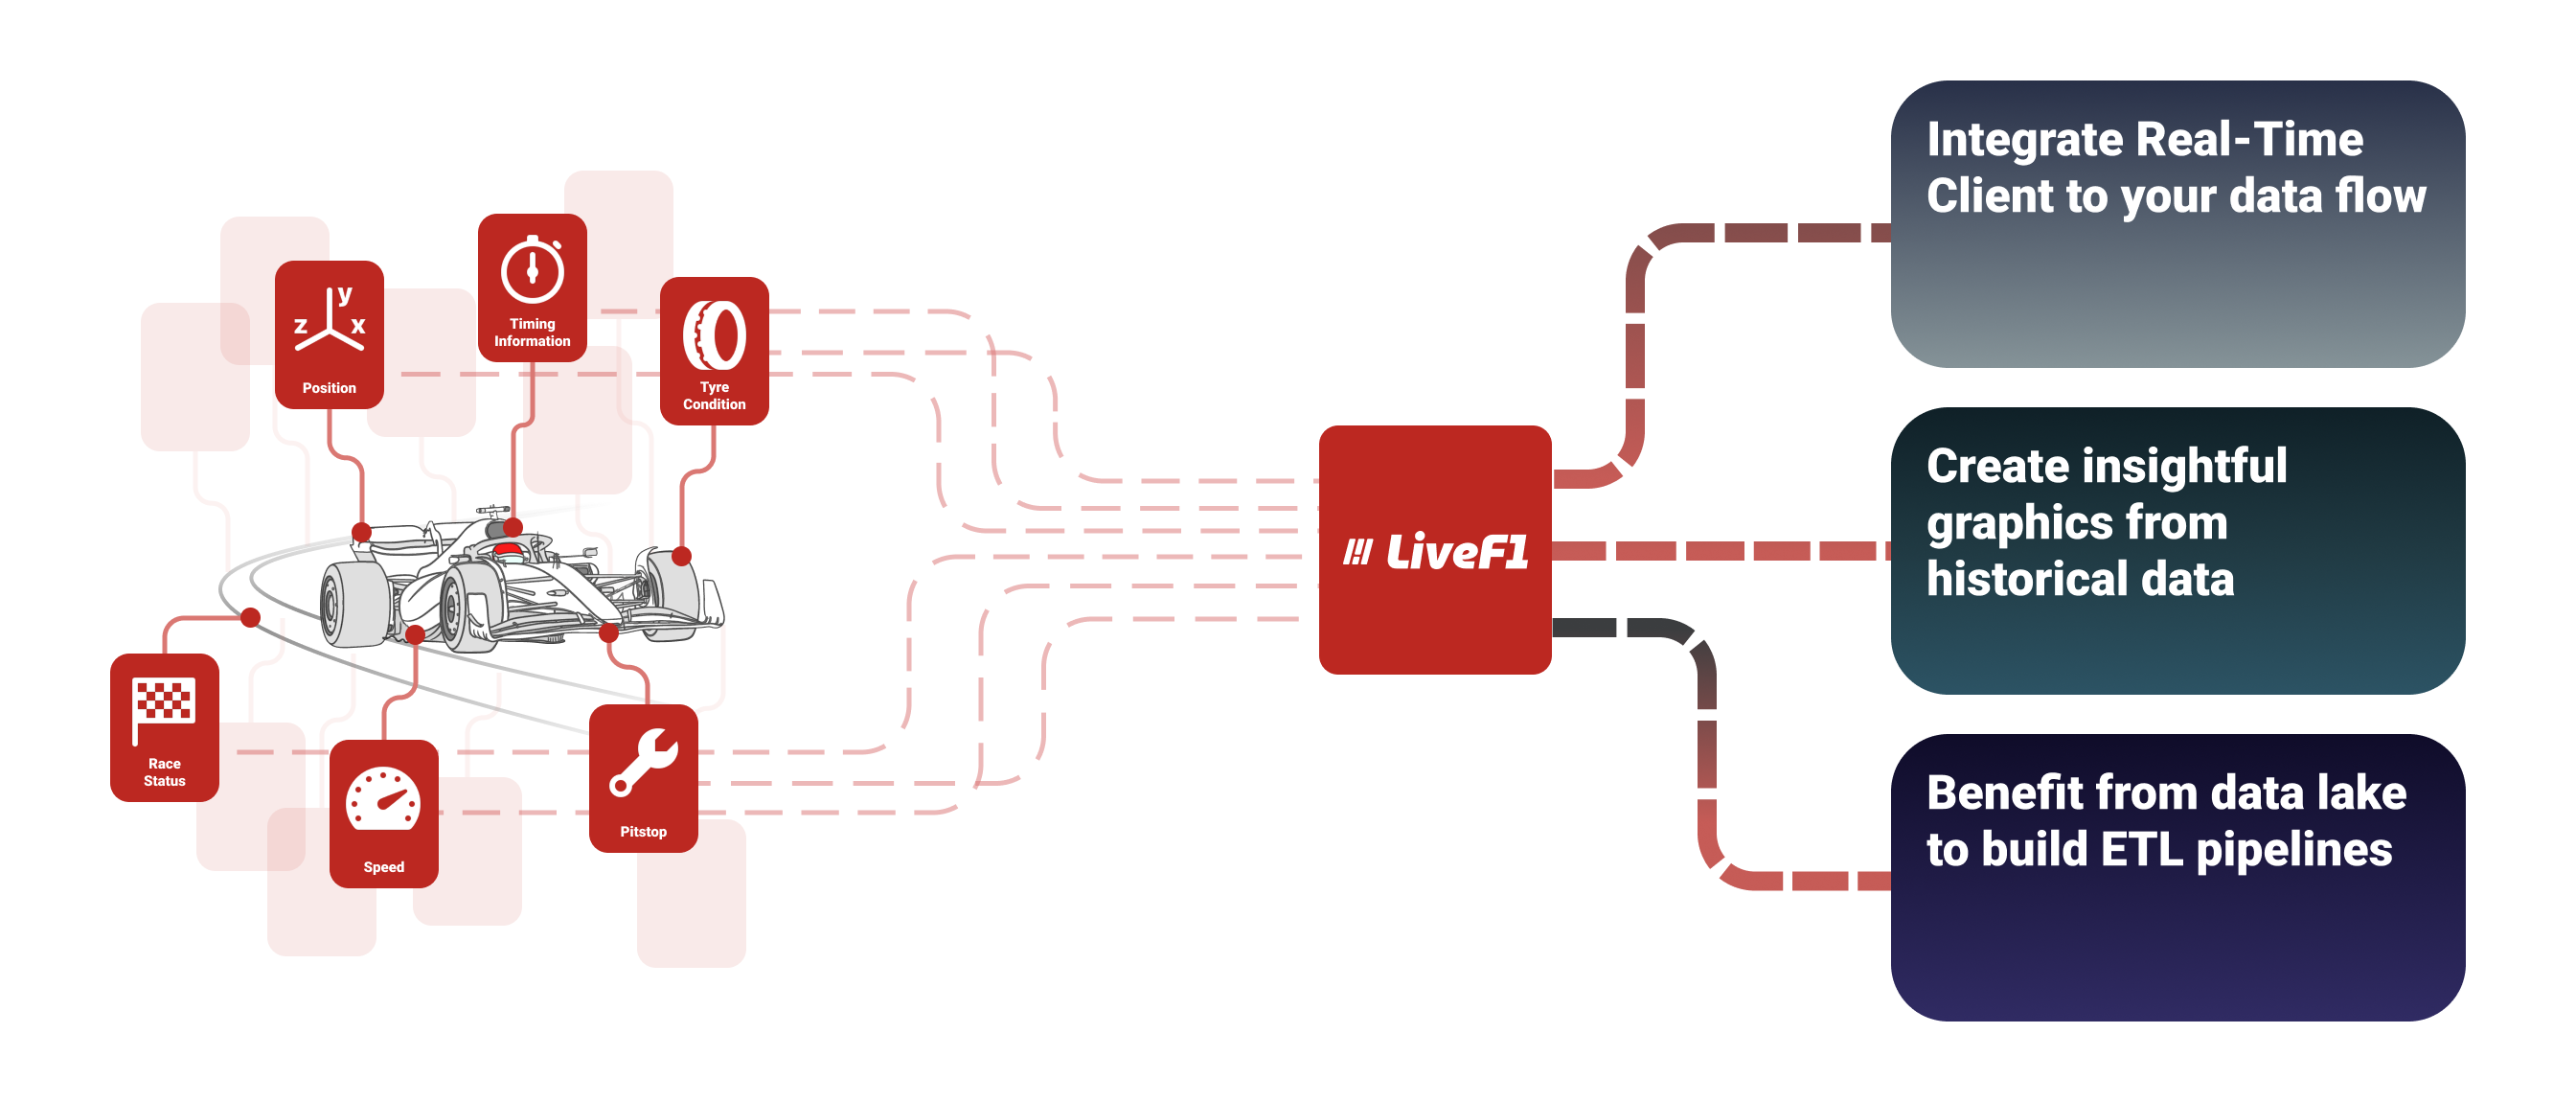 y
z x
Position
Timing
Information
Tyre
Condition
Race
Status
Speed
Pitstop
LiveF1
Integrate Real-Time
Client to your data flow
Create insightful
graphics from
historical data
Benefit from data lake
to build ETL pipelines